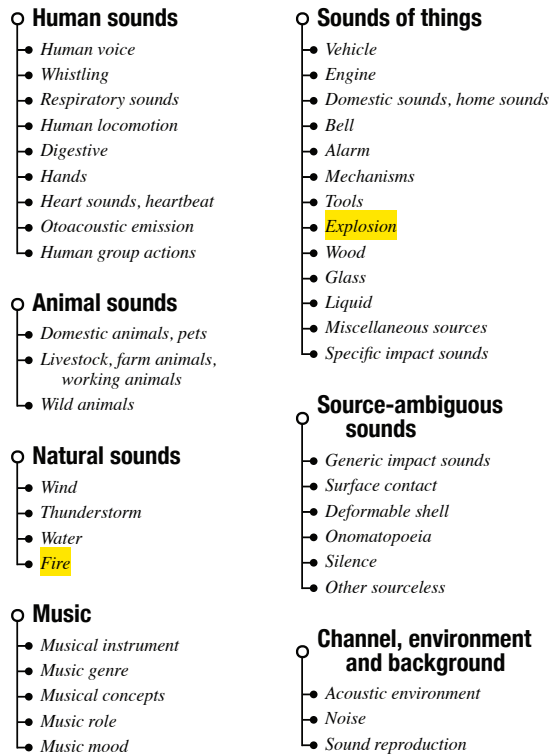 Human sounds
Human voice
Whistling
Respiratory sounds
Human locomotion
Digestive
Hands
Heart sounds, heartbeat
Otoacoustic emission
Human group actions
Animal sounds
Domestic animals, pets
Livestock, farm animals,
working animals
Wild animals
Natural sounds
Wind
Thunderstorm
Water
Fire
Music
Musical instrument
Music genre
Musical concepts
Music role
Music mood
Sounds of things
Vehicle
Engine
Domestic sounds, home sounds
Bell
Alarm
Mechanisms
Tools
Explosion
Wood
Glass
Liquid
Miscellaneous sources
Specific impact sounds
Source-ambiguous
sounds
Generic impact sounds
Surface contact
Deformable shell
Onomatopoeia
Silence
Other sourceless
Channel, environment
and background
Acoustic environment
Noise
Sound reproduction